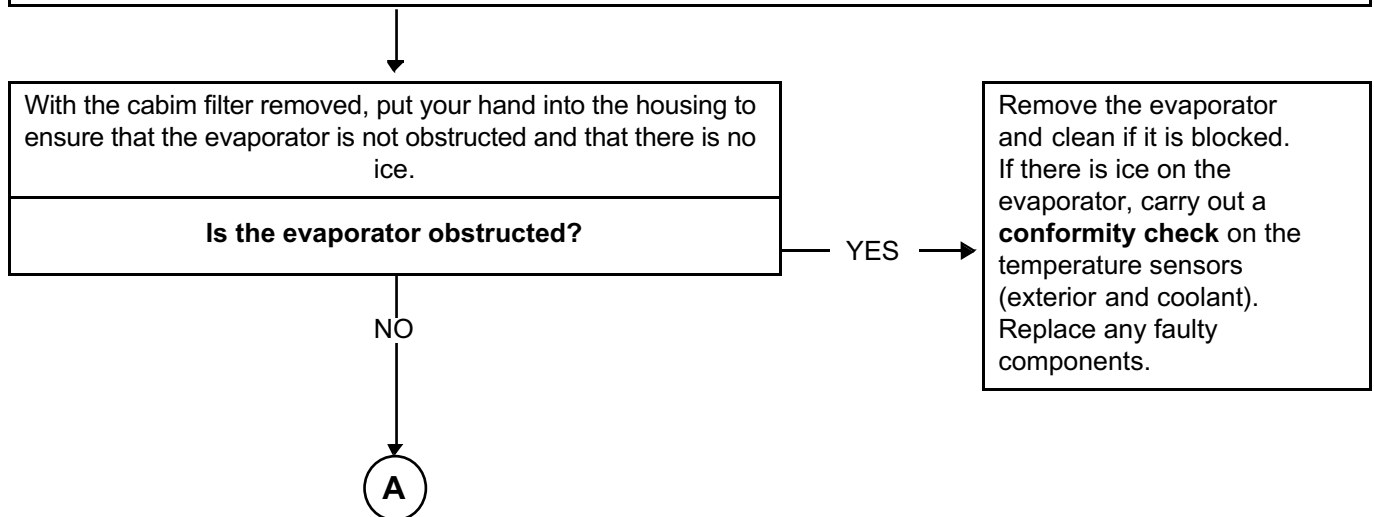 With the cabim filter removed, put your hand into the housing to
ensure that the evaporator is not obstructed and that there is no
ice.
Is the evaporator obstructed?
YES
Remove the evaporator
and clean if it is blocked.
If there is ice on the
evaporator, carry out a
conformity check on the
temperature sensors
(exterior and coolant).
Replace any faulty
components.
NO
A